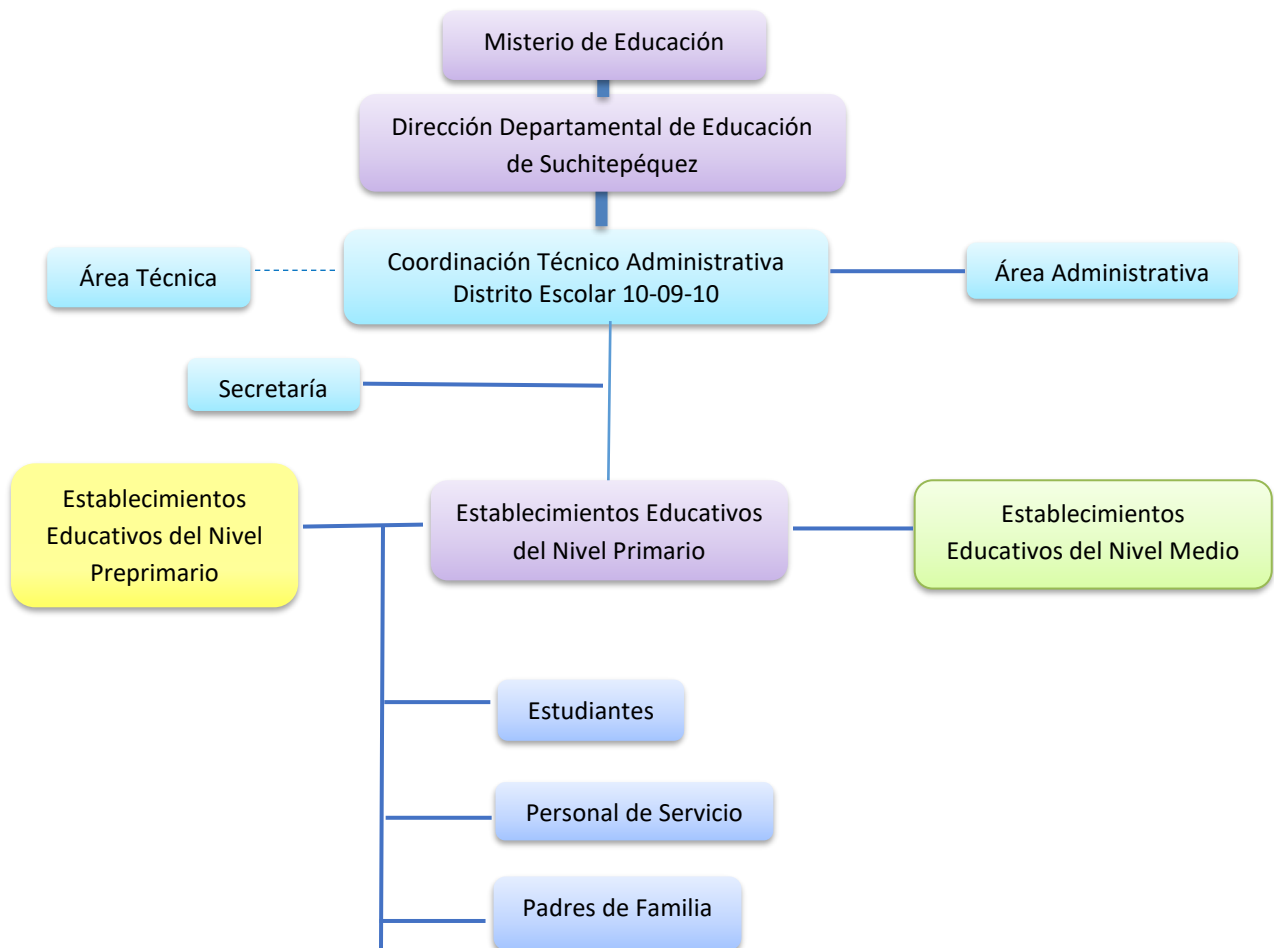 Misterio de Educación
Dirección Departamental de Educación
de Suchitepéquez
Área Técnica
Coordinación Técnico Administrativa
Distrito Escolar 10-09-10
Área Administrativa
Secretaría
Establecimientos
Educativos del Nivel
Preprimario
Establecimientos Educativos
del Nivel Primario
Establecimientos
Educativos del Nivel Medio
Estudiantes
Personal de Servicio
Padres de Familia